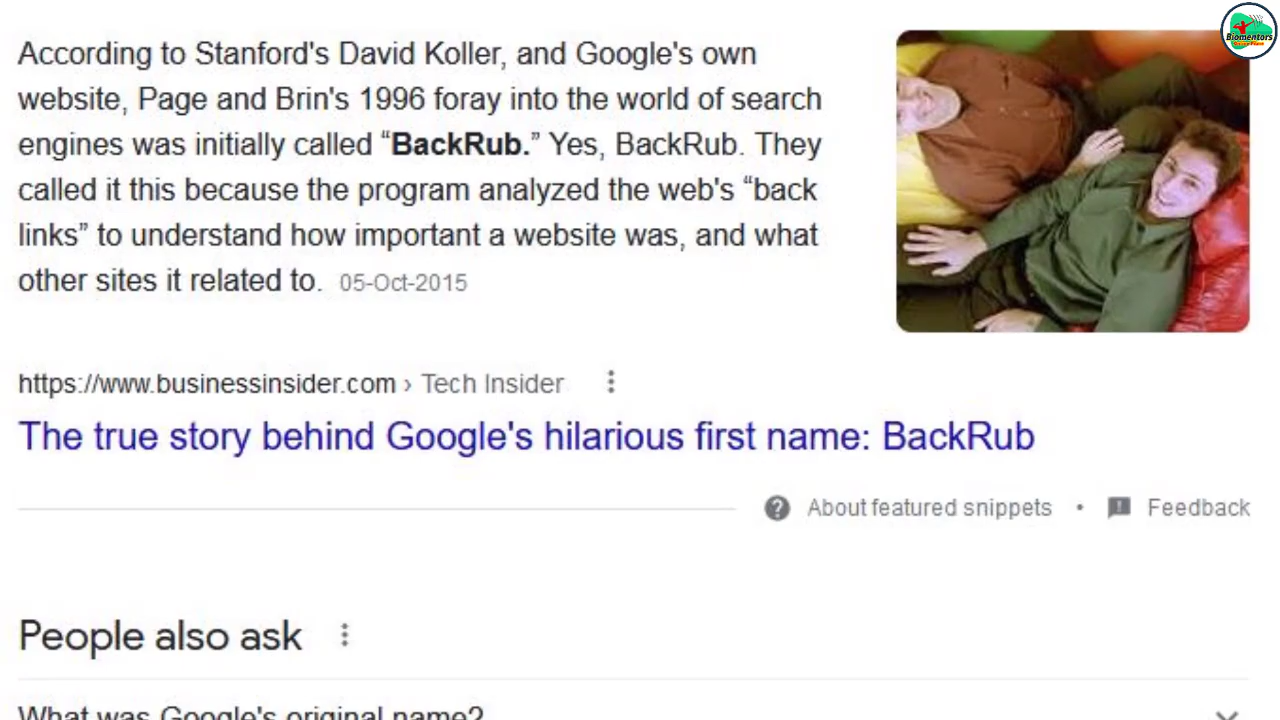 According to Stanford's David Koller, and Google's own
website, Page and Brin's 1996 foray into the world of search
engines was initially called “BackRub.” Yes, BackRub. They
called it this because the program analyzed the web's “back
links” to understand how important a website was, and what
other sites it related to. 05-Oct-2015
Biomentors
https://www.businessinsider.com › Tech Insider
The true story behind Google's hilarious first name: BackRub
About featured snippets • Feedback
People also ask
What was Google's original name?